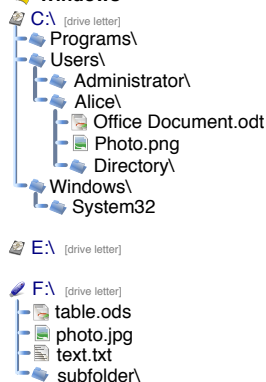 Windows
C:\ [drive letter]
Programs\
Users\
Administrator\
Alice\
Office Document.odt
Photo.png
Directory\
Windows\
System32
E:\ [drive letter]
F:\ [drive letter]
table.ods
photo.jpg
text.txt
subfolder\